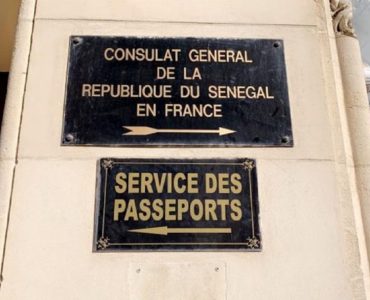 CONSULAT GENERAL
DE LA
REPUBLIQUE DU SENEGAL
EN FRANCE
SERVICE DES
PASSEPORTS